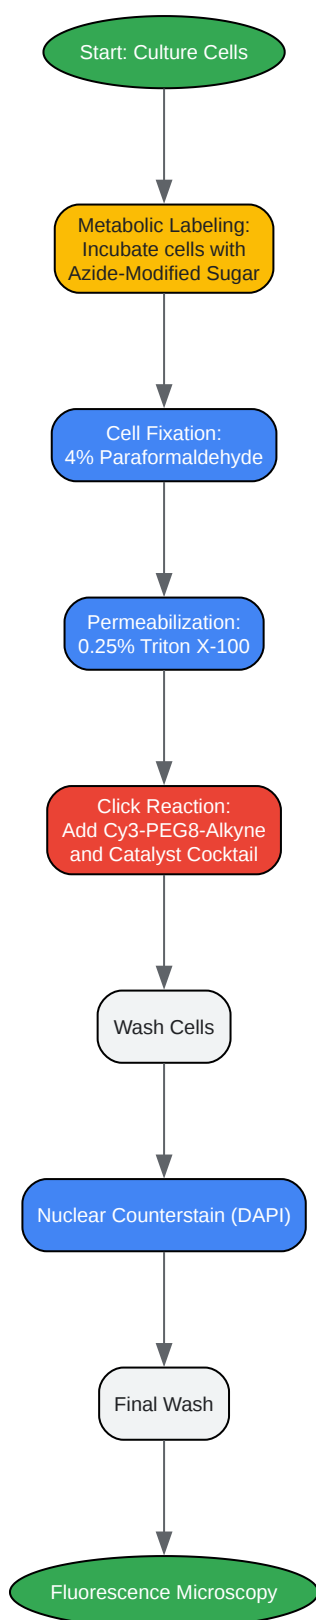 Start: Culture Cells
Metabolic Labeling:
Incubate cells with
Azide-Modified Sugar
Cell Fixation:
4% Paraformaldehyde
Permeabilization:
0.25% Triton X-100
Click Reaction:
Add Cy3-PEG8-Alkyne
and Catalyst Cocktail
Wash Cells
Nuclear Counterstain (DAPI)
Final Wash
Fluorescence Microscopy